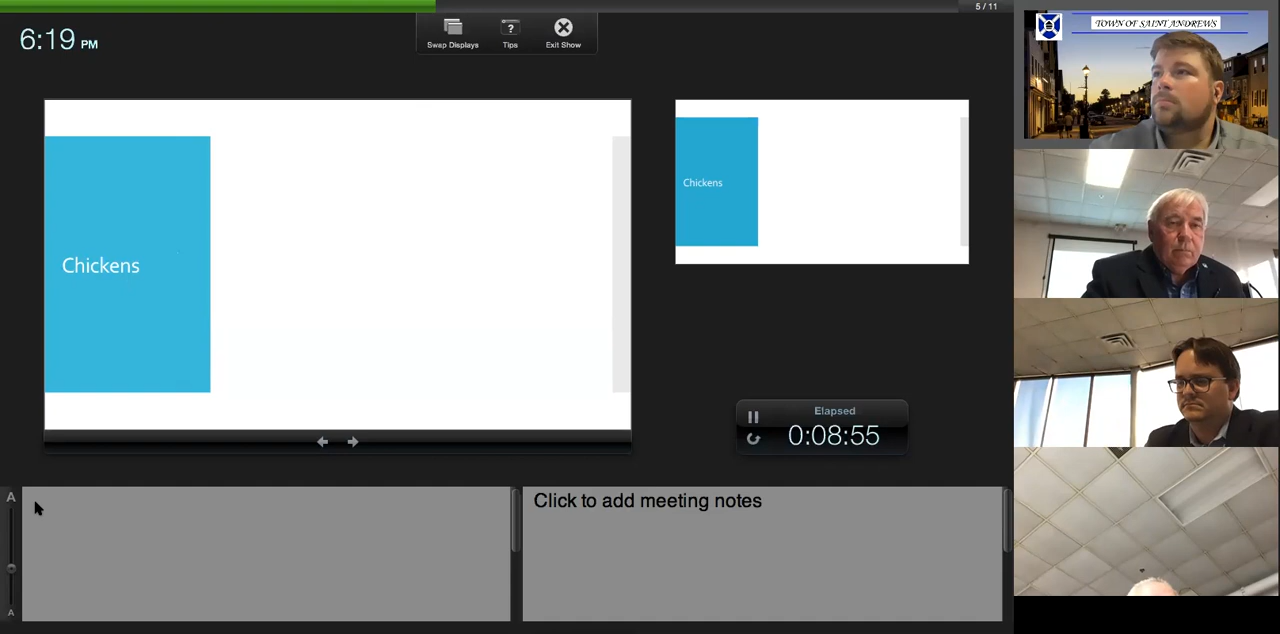 5 / 11
6:19 PM
Swap Displays
?
Tips
Exit Show
TOWN OF SAINT ANDREWS
Chickens
Chickens
Elapsed
0:08:55
A
Click to add meeting notes
A